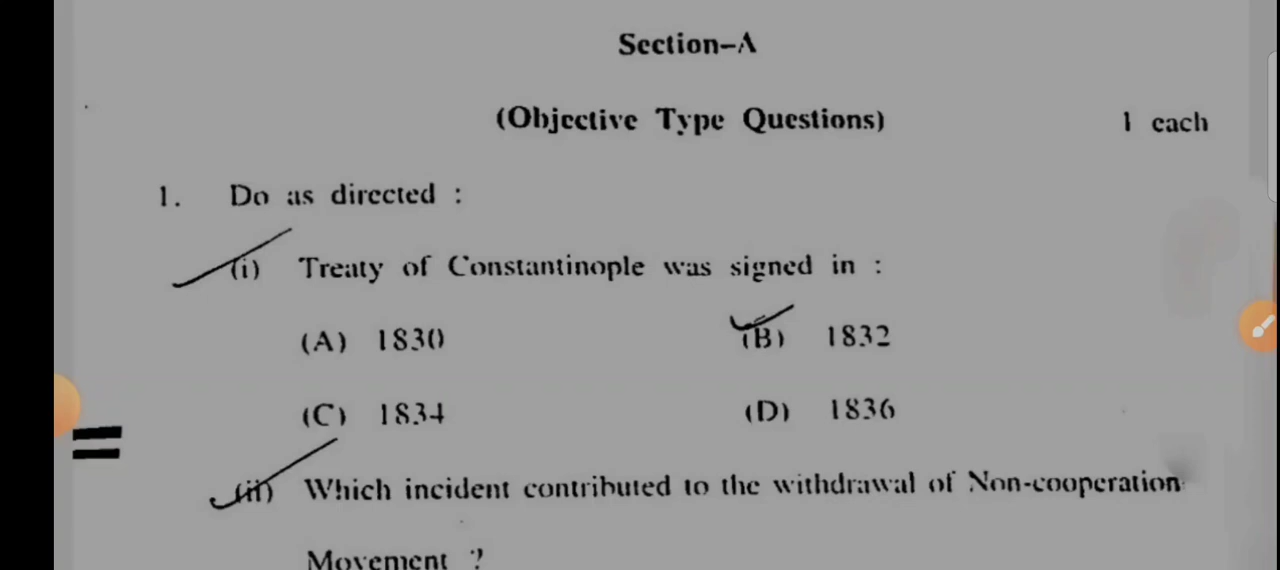 Section–A
(Objective Type Questions) 1 each
1. Do as directed :
(i) Treaty of Constantinople was signed in :
(A) 1830 (B) 1832
(C) 1834 (D) 1836
(ii) Which incident contributed to the withdrawal of Non-cooperation
Movement ?